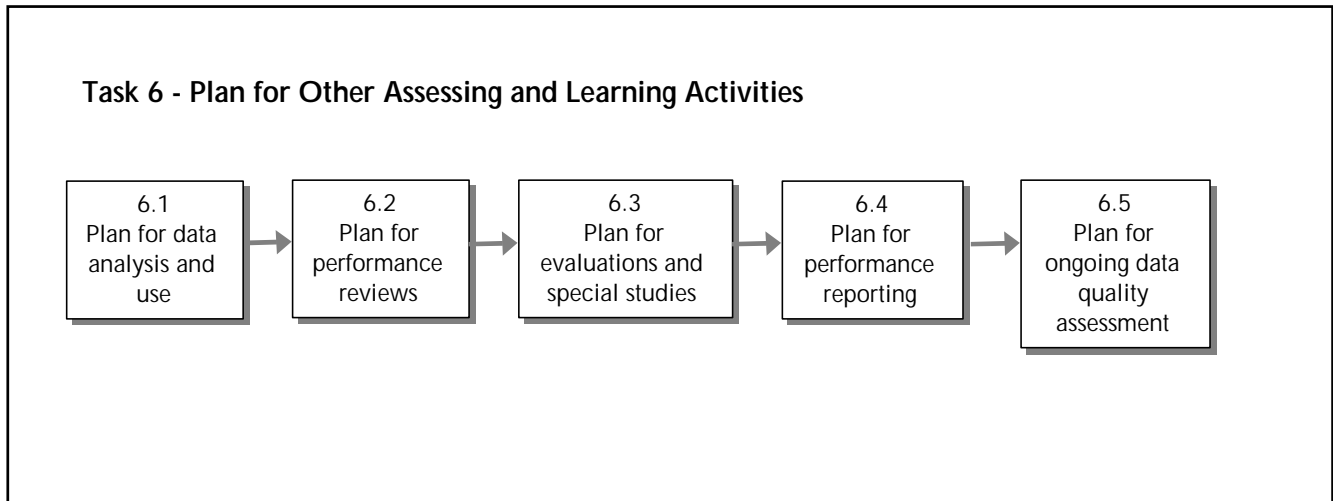 Task 6 - Plan for Other Assessing and Learning Activities
6.1
Plan for data
analysis and
use
6.2
Plan for
performance
reviews
6.3
Plan for
evaluations and
special studies
6.4
Plan for
performance
reporting
6.5
Plan for
ongoing data
quality
assessment